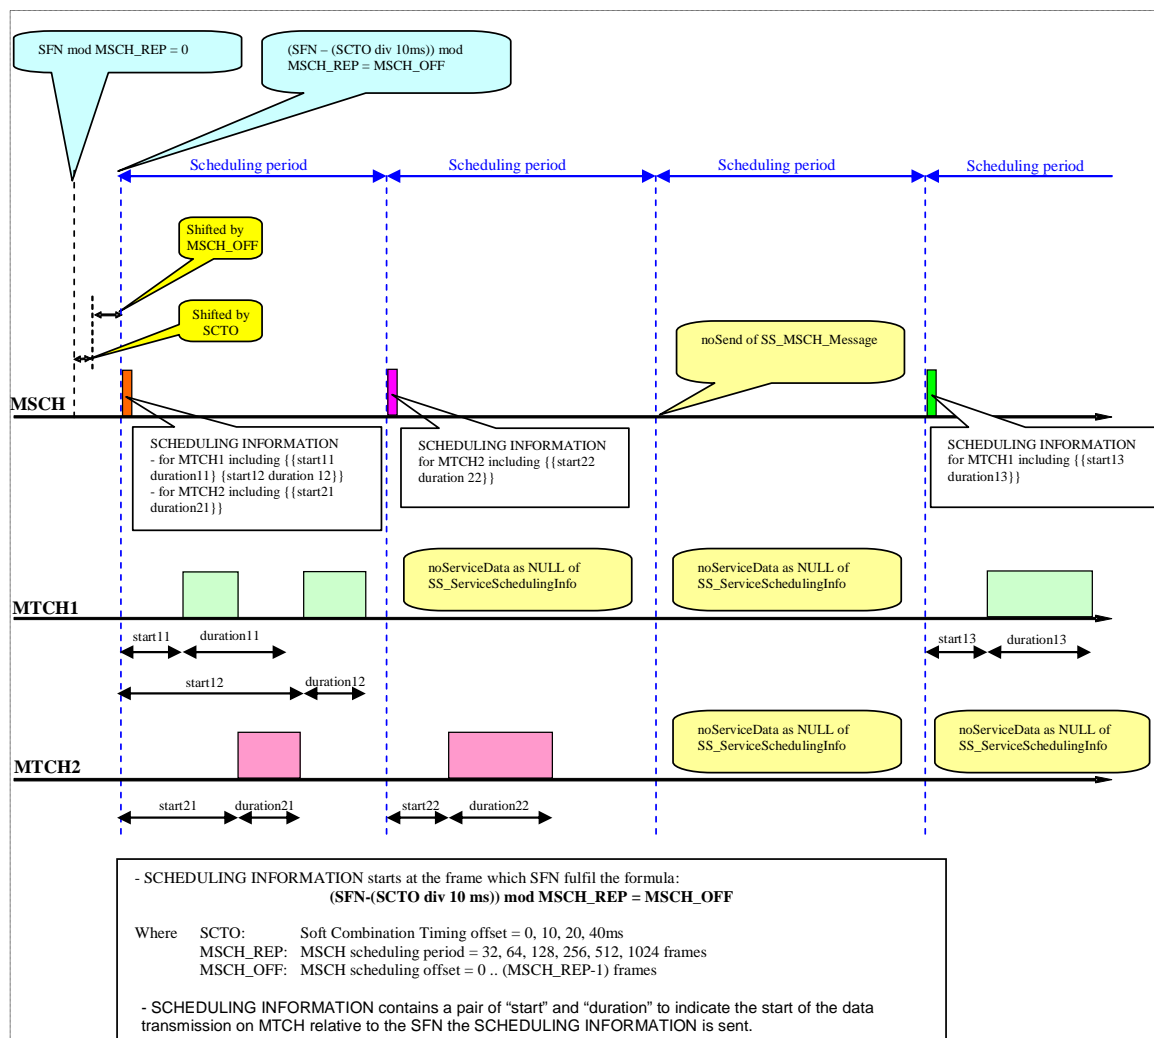 SFN mod MSCH_REP = 0
(SFN – (SCTO div 10ms)) mod
MSCH_REP = MSCH_OFF
Scheduling period
Scheduling period
Scheduling period
Scheduling period
Shifted by
MSCH_OFF
Shifted by
SCTO
noSend of SS_MSCH_Message
MSCH
SCHEDULING INFORMATION
- for MTCH1 including {{start11
duration11} {start12 duration 12}}
- for MTCH2 including {{start21
duration21}}
SCHEDULING INFORMATION
for MTCH2 including {{start22
duration 22}}
SCHEDULING INFORMATION
for MTCH1 including {{start13
duration13}}
noServiceData as NULL of
SS_ServiceSchedulingInfo
noServiceData as NULL of
SS_ServiceSchedulingInfo
MTCH1
start11
duration11
start13
duration13
start12
duration12
noServiceData as NULL of
SS_ServiceSchedulingInfo
noServiceData as NULL of
SS_ServiceSchedulingInfo
MTCH2
start21
duration21
start22
duration22
- SCHEDULING INFORMATION starts at the frame which SFN fulfil the formula:
(SFN-(SCTO div 10 ms)) mod MSCH_REP = MSCH_OFF
Where SCTO: Soft Combination Timing offset = 0, 10, 20, 40ms
MSCH_REP: MSCH scheduling period = 32, 64, 128, 256, 512, 1024 frames
MSCH_OFF: MSCH scheduling offset = 0 .. (MSCH_REP-1) frames
- SCHEDULING INFORMATION contains a pair of “start” and “duration” to indicate the start of the data
transmission on MTCH relative to the SFN the SCHEDULING INFORMATION is sent.